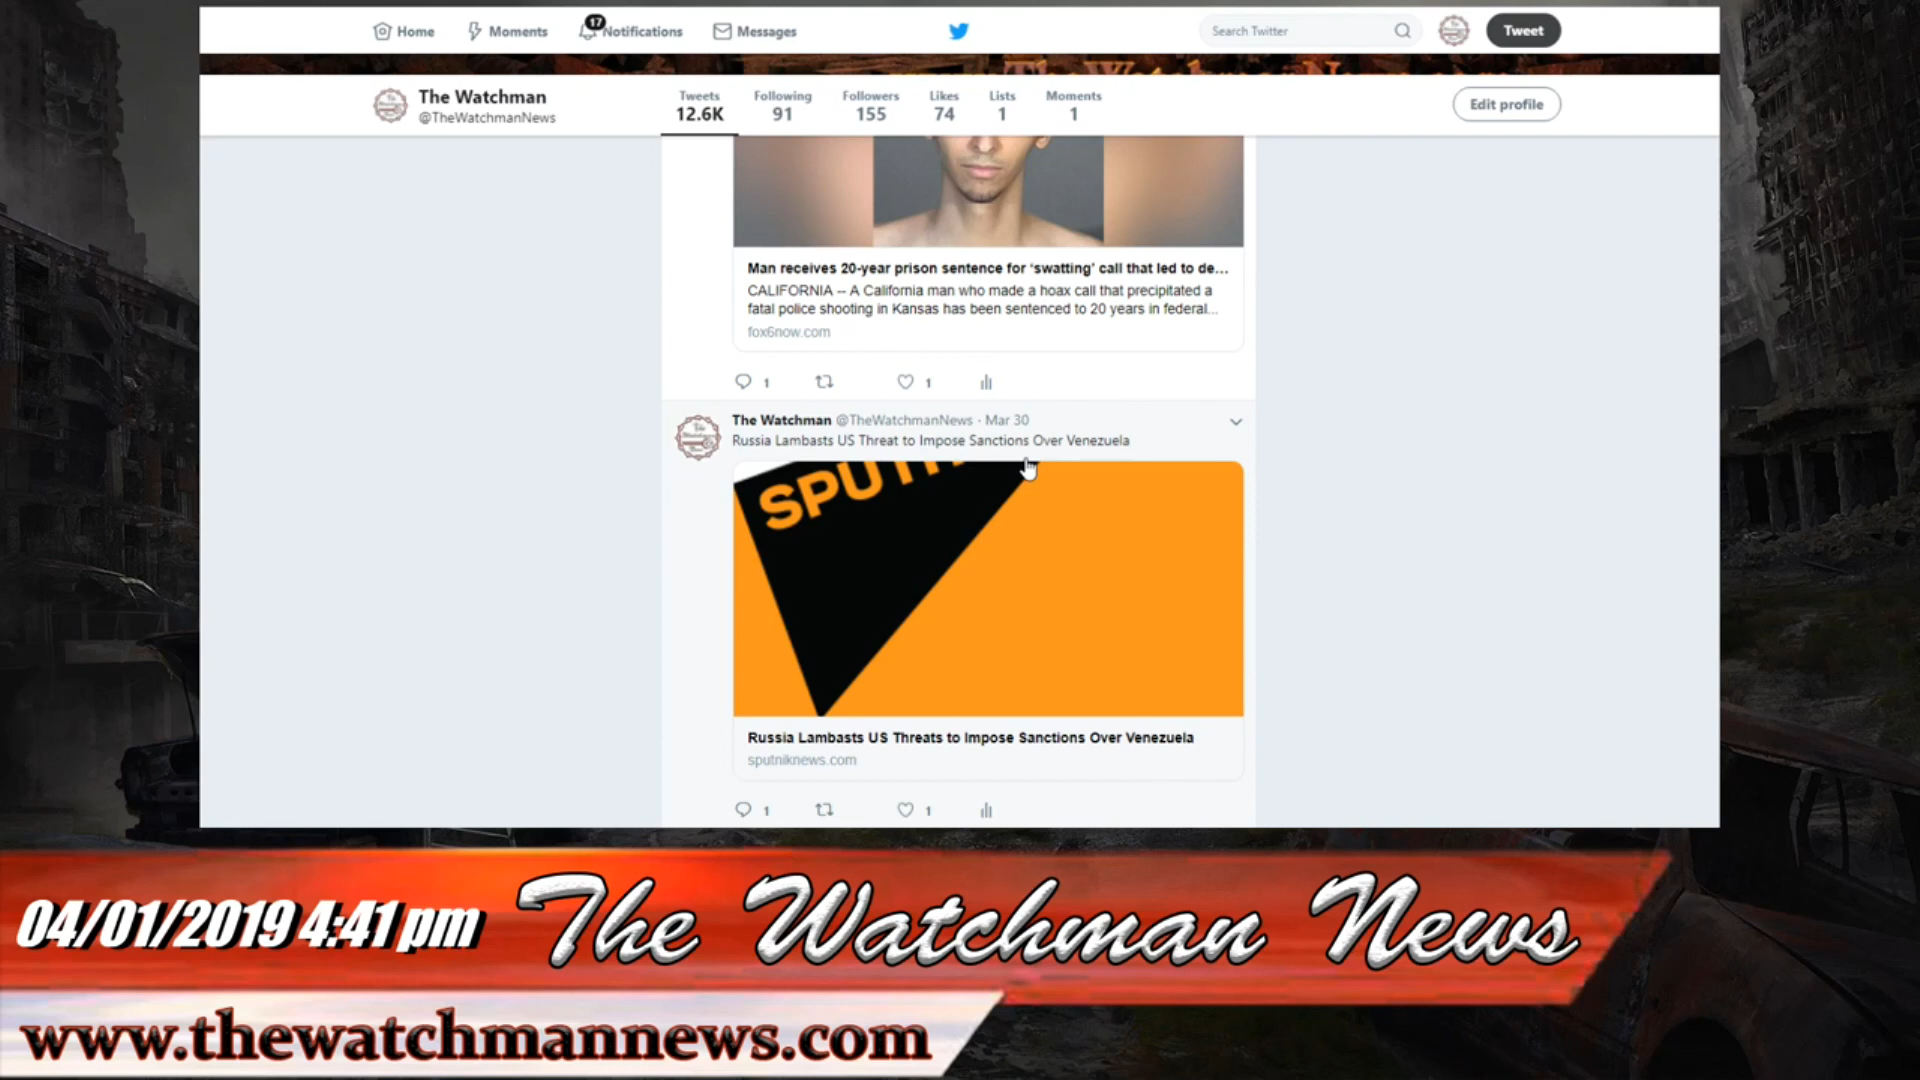 Home Moments 17 Notifications Messages Search Twitter Tweet
The Watchman
@TheWatchmanNews
Tweets Following Followers Likes Lists Moments
12.6K 91 155 74 1 1
Edit profile
Man receives 20-year prison sentence for ‘swatting’ call that led to de...
CALIFORNIA -- A California man who made a hoax call that precipitated a
fatal police shooting in Kansas has been sentenced to 20 years in federal...
fox6now.com
1 1
The Watchman @TheWatchmanNews · Mar 30
Russia Lambasts US Threat to Impose Sanctions Over Venezuela
Russia Lambasts US Threats to Impose Sanctions Over Venezuela
sputniknews.com
1 1
04/01/2019 4:41 pm The Watchman News
www.thewatchmannews.com